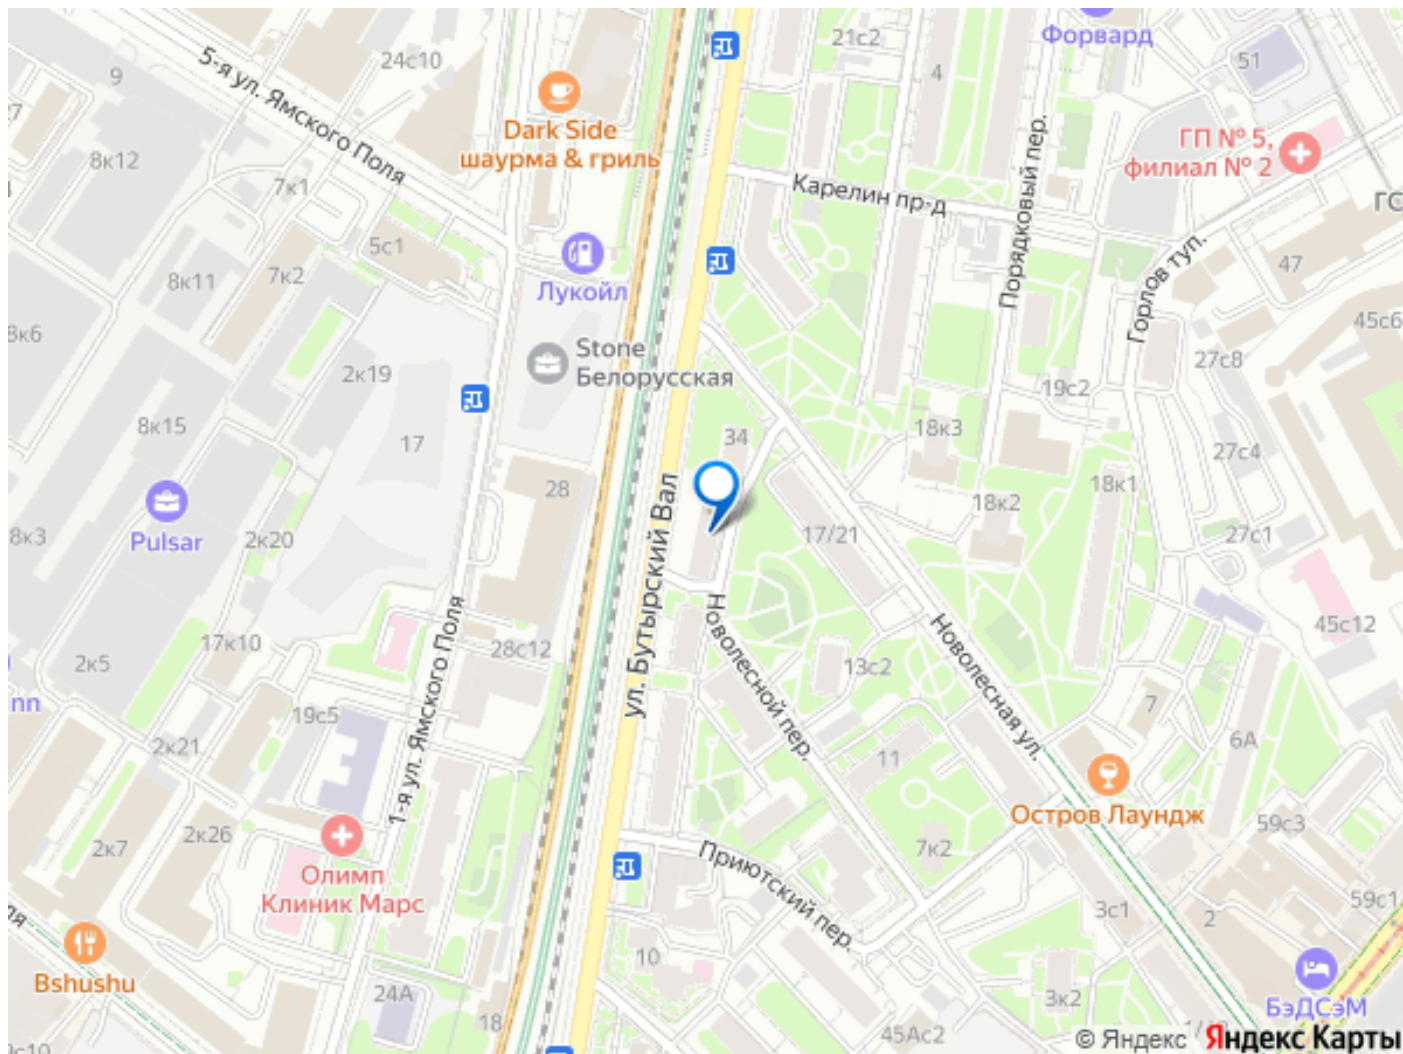 Форвард
21с2
24с10
51
4
5-я ул. Ямского Поля
9
Dark Side
шаурма & гриль
ГП № 5,
филиал № 2
8к12
7к1
Карелин пр-д
Порядковый пер.
ГС
5с1
Горлов туп.
47
8к11
7к2
Лукойл
45с6
Stone
Белорусская
27с8
2к19
19с2
8к15
17
34
18к3
27с4
28
18к1
Pulsar
18к2
8к3
2к20
17/21
27с1
ул. Бутырский Вал
1-я ул. Ямского Поля
Новолесной пер.
Новолесная ул.
45с12
17к10
28с12
2к5
13с2
nn
19с5
7
2к21
11
6А
Остров Лаундж
59с3
2к26
2к7
7к2
Приютский пер.
Олимп
Клиник Марс
3с1
2
59с1
10
Bshushu
24А
3к2
БэДСэМ
18
45Ас2
© Яндекс Яндекс Карты